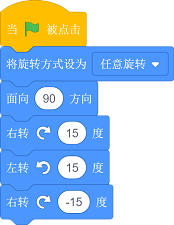 当 被点击
将旋转方式设为 任意旋转
面向 90 方向
右转 15 度
左转 15 度
右转 -15 度